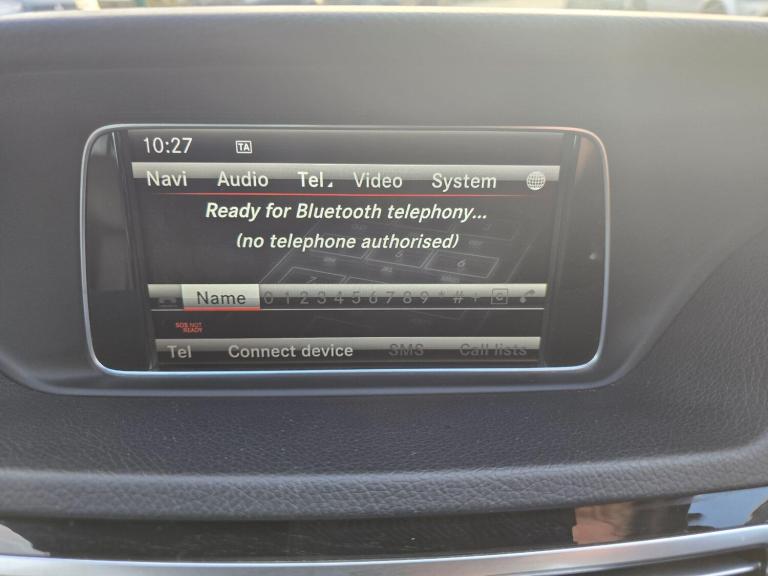 10:27 TA
Navi Audio Tel Video System
Ready for Bluetooth telephony...
(no telephone authorised)
Name 0 1 2 3 4 5 6 7 8 9 * # + C
SOS NOT
READY
Tel Connect device SMS Call lists